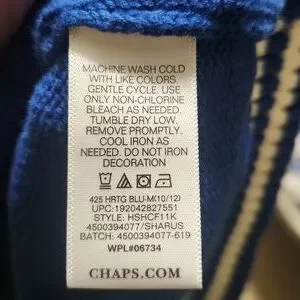 MACHINE WASH COLD
WITH LIKE COLORS.
GENTLE CYCLE. USE
ONLY NON-CHLORINE
BLEACH AS NEEDED.
TUMBLE DRY LOW.
REMOVE PROMPTLY.
COOL IRON AS
NEEDED. DO NOT IRON
DECORATION
425 HRTG BLU-M(10/12)
UPC: 192042827551
STYLE: HSHCF11K
4500394077/SHARUS
BATCH: 4500394077-619
WPL#06734
CHAPS.COM